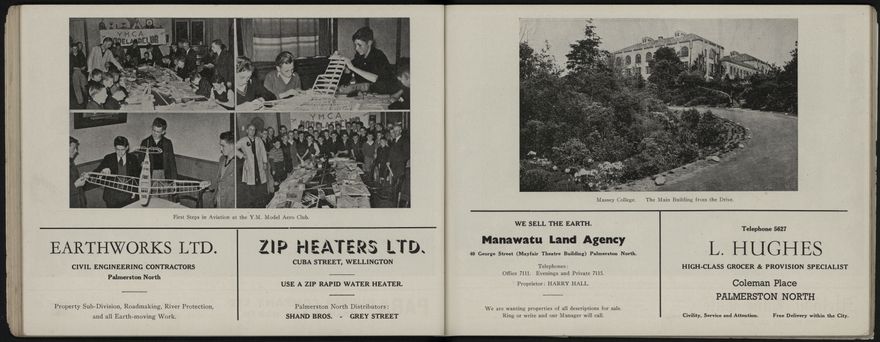 YMCA
MODEL AERO CLUB
YMCA
First Steps in Aviation at the Y.M. Model Aero Club.
EARTHWORKS LTD.
CIVIL ENGINEERING CONTRACTORS
Palmerston North
Property Sub-Division, Roadmaking, River Protection,
and all Earth-moving Work.
ZIP HEATERS LTD.
CUBA STREET, WELLINGTON
USE A ZIP RAPID WATER HEATER.
Palmerston North Distributors:
SHAND BROS. - GREY STREET
Massey College. The Main Building from the Drive.
WE SELL THE EARTH.
Manawatu Land Agency
40 George Street (Mayfair Theatre Building) Palmerston North.
Telephones:
Office 7111. Evenings and Private 7115.
Proprietor: HARRY HALL.
We are wanting properties of all descriptions for sale.
Ring or write and our Manager will call.
Telephone 5627
L. HUGHES
HIGH-CLASS GROCER & PROVISION SPECIALIST
Coleman Place
PALMERSTON NORTH
Civility, Service and Attention. Free Delivery within the City.